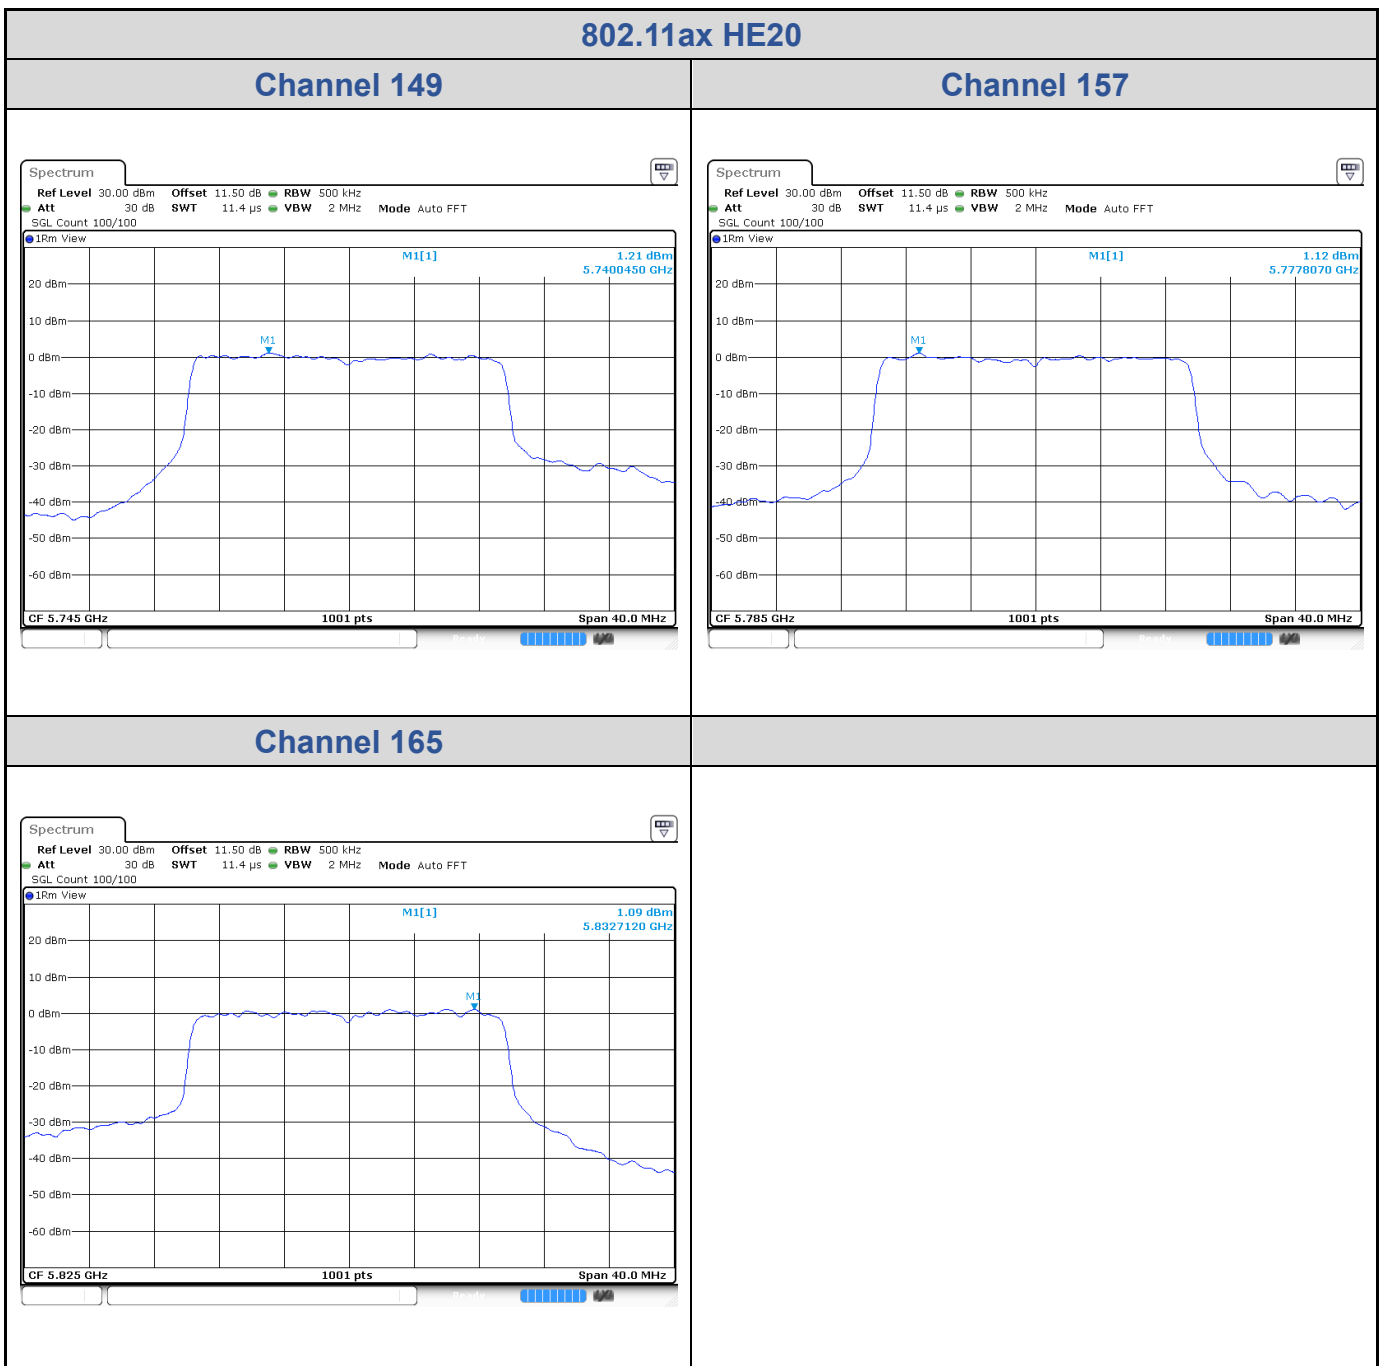 802.11ax HE20
Channel 149
Channel 157
Spectrum
Ref Level 30.00 dBm Offset 11.50 dB RBW 500 kHz
Att 30 dB SWT 11.4 µs VBW 2 MHz Mode Auto FFT
SGL Count 100/100
1Rm View
M1[1] 1.21 dBm
5.7400450 GHz
20 dBm
10 dBm
M1
0 dBm
-10 dBm
-20 dBm
-30 dBm
-40 dBm
-50 dBm
-60 dBm
CF 5.745 GHz 1001 pts Span 40.0 MHz
Ready
Spectrum
Ref Level 30.00 dBm Offset 11.50 dB RBW 500 kHz
Att 30 dB SWT 11.4 µs VBW 2 MHz Mode Auto FFT
SGL Count 100/100
1Rm View
M1[1] 1.12 dBm
5.7778070 GHz
20 dBm
10 dBm
M1
0 dBm
-10 dBm
-20 dBm
-30 dBm
-40 dBm
-50 dBm
-60 dBm
CF 5.785 GHz 1001 pts Span 40.0 MHz
Ready
Channel 165
Spectrum
Ref Level 30.00 dBm Offset 11.50 dB RBW 500 kHz
Att 30 dB SWT 11.4 µs VBW 2 MHz Mode Auto FFT
SGL Count 100/100
1Rm View
M1[1] 1.09 dBm
5.8327120 GHz
20 dBm
10 dBm
M1
0 dBm
-10 dBm
-20 dBm
-30 dBm
-40 dBm
-50 dBm
-60 dBm
CF 5.825 GHz 1001 pts Span 40.0 MHz
Ready